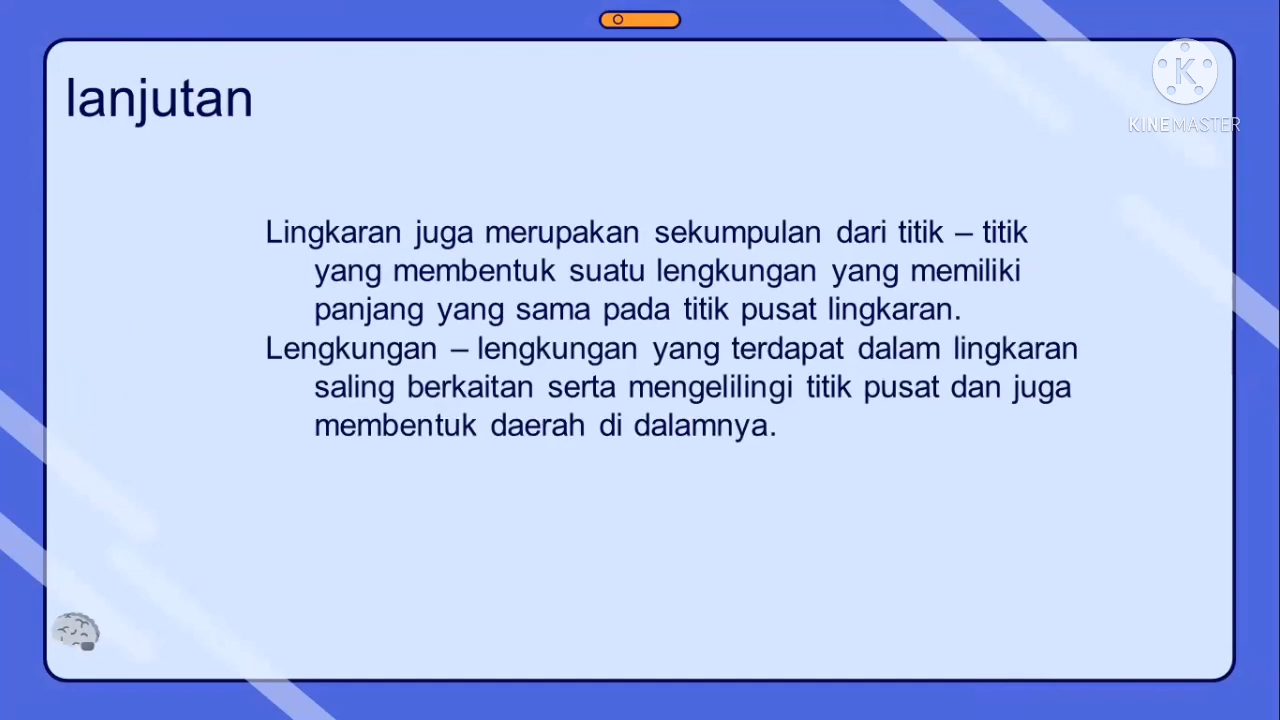 lanjutan
K
KINEMASTER
Lingkaran juga merupakan sekumpulan dari titik – titik
yang membentuk suatu lengkungan yang memiliki
panjang yang sama pada titik pusat lingkaran.
Lengkungan – lengkungan yang terdapat dalam lingkaran
saling berkaitan serta mengelilingi titik pusat dan juga
membentuk daerah di dalamnya.